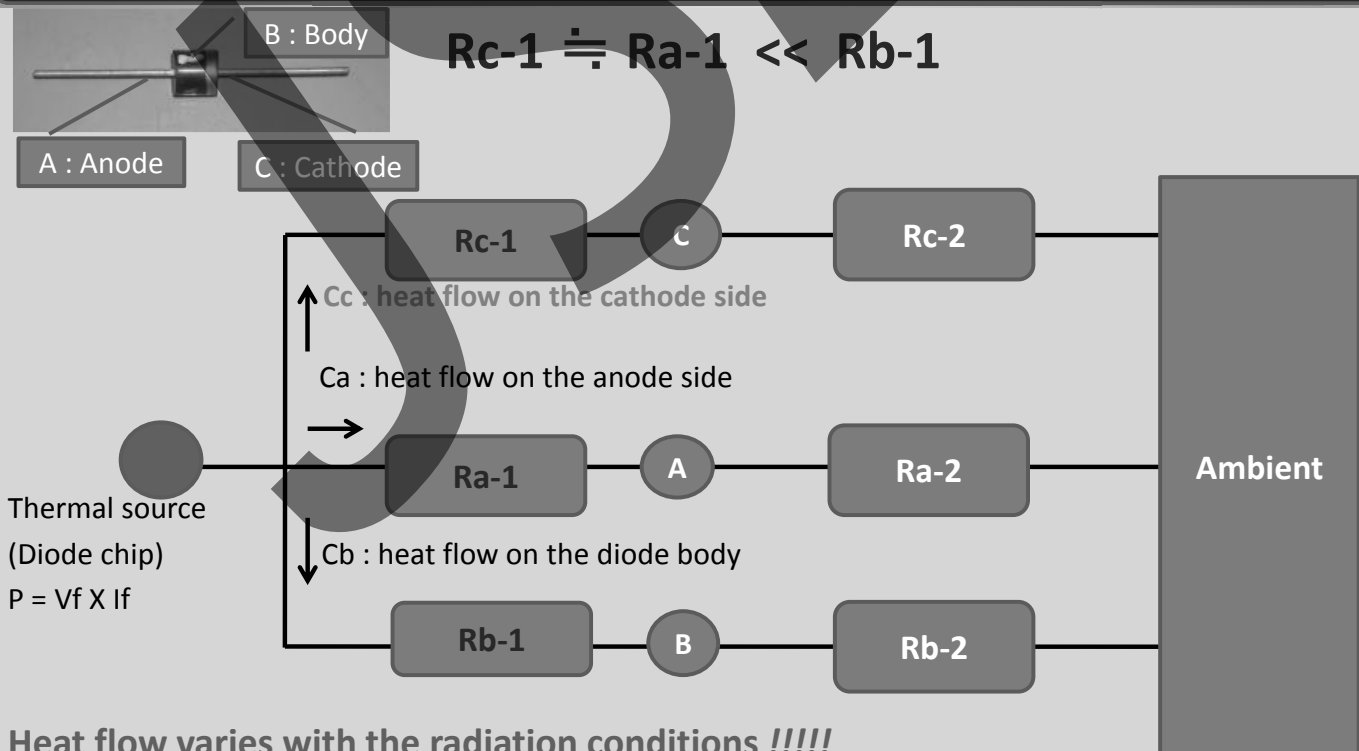 B : Body
Rc-1 ≒ Ra-1 << Rb-1
A : Anode
C : Cathode
Rc-1
C
Rc-2
Cc : heat flow on the cathode side
Ca : heat flow on the anode side
Ra-1
A
Ra-2
Ambient
Thermal source
(Diode chip)
P = Vf X If
Cb : heat flow on the diode body
Rb-1
B
Rb-2
Heat flow varies with the radiation conditions !!!!!